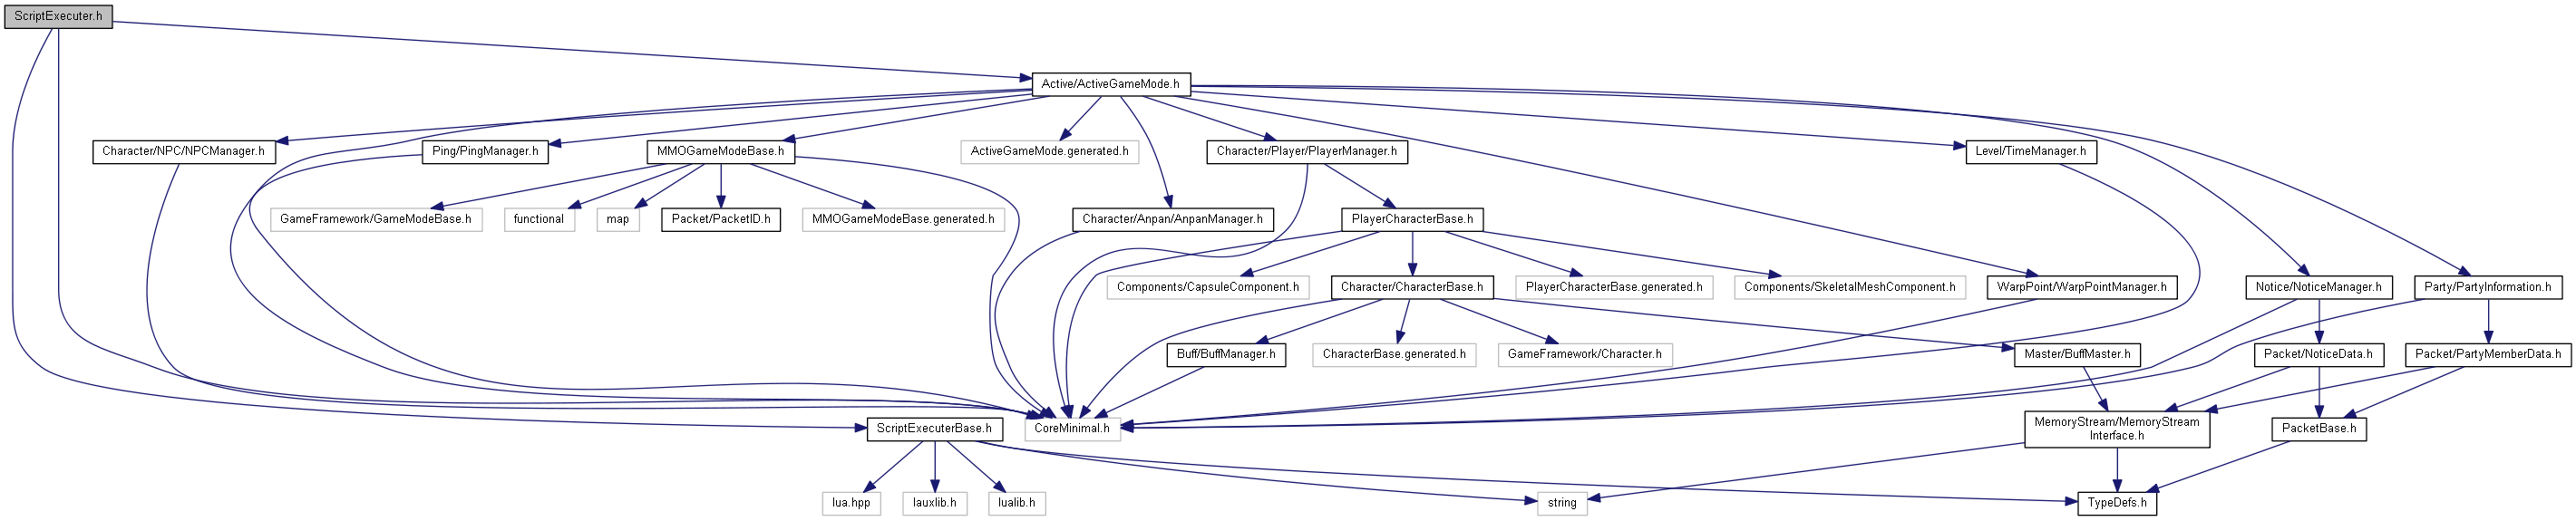 ScriptExecuter.h
Active/ActiveGameMode.h
Character/NPC/NPCManager.h
Ping/PingManager.h
MMOGameModeBase.h
ActiveGameMode.generated.h
Character/Player/PlayerManager.h
Level/TimeManager.h
GameFramework/GameModeBase.h
functional
map
Packet/PacketID.h
MMOGameModeBase.generated.h
Character/Anpan/AnpanManager.h
PlayerCharacterBase.h
Components/CapsuleComponent.h
Character/CharacterBase.h
PlayerCharacterBase.generated.h
Components/SkeletalMeshComponent.h
WarpPoint/WarpPointManager.h
Notice/NoticeManager.h
Party/PartyInformation.h
Buff/BuffManager.h
CharacterBase.generated.h
GameFramework/Character.h
Master/BuffMaster.h
Packet/NoticeData.h
Packet/PartyMemberData.h
ScriptExecuterBase.h
CoreMinimal.h
MemoryStream/MemoryStream
Interface.h
PacketBase.h
lua.hpp
lauxlib.h
lualib.h
string
TypeDefs.h